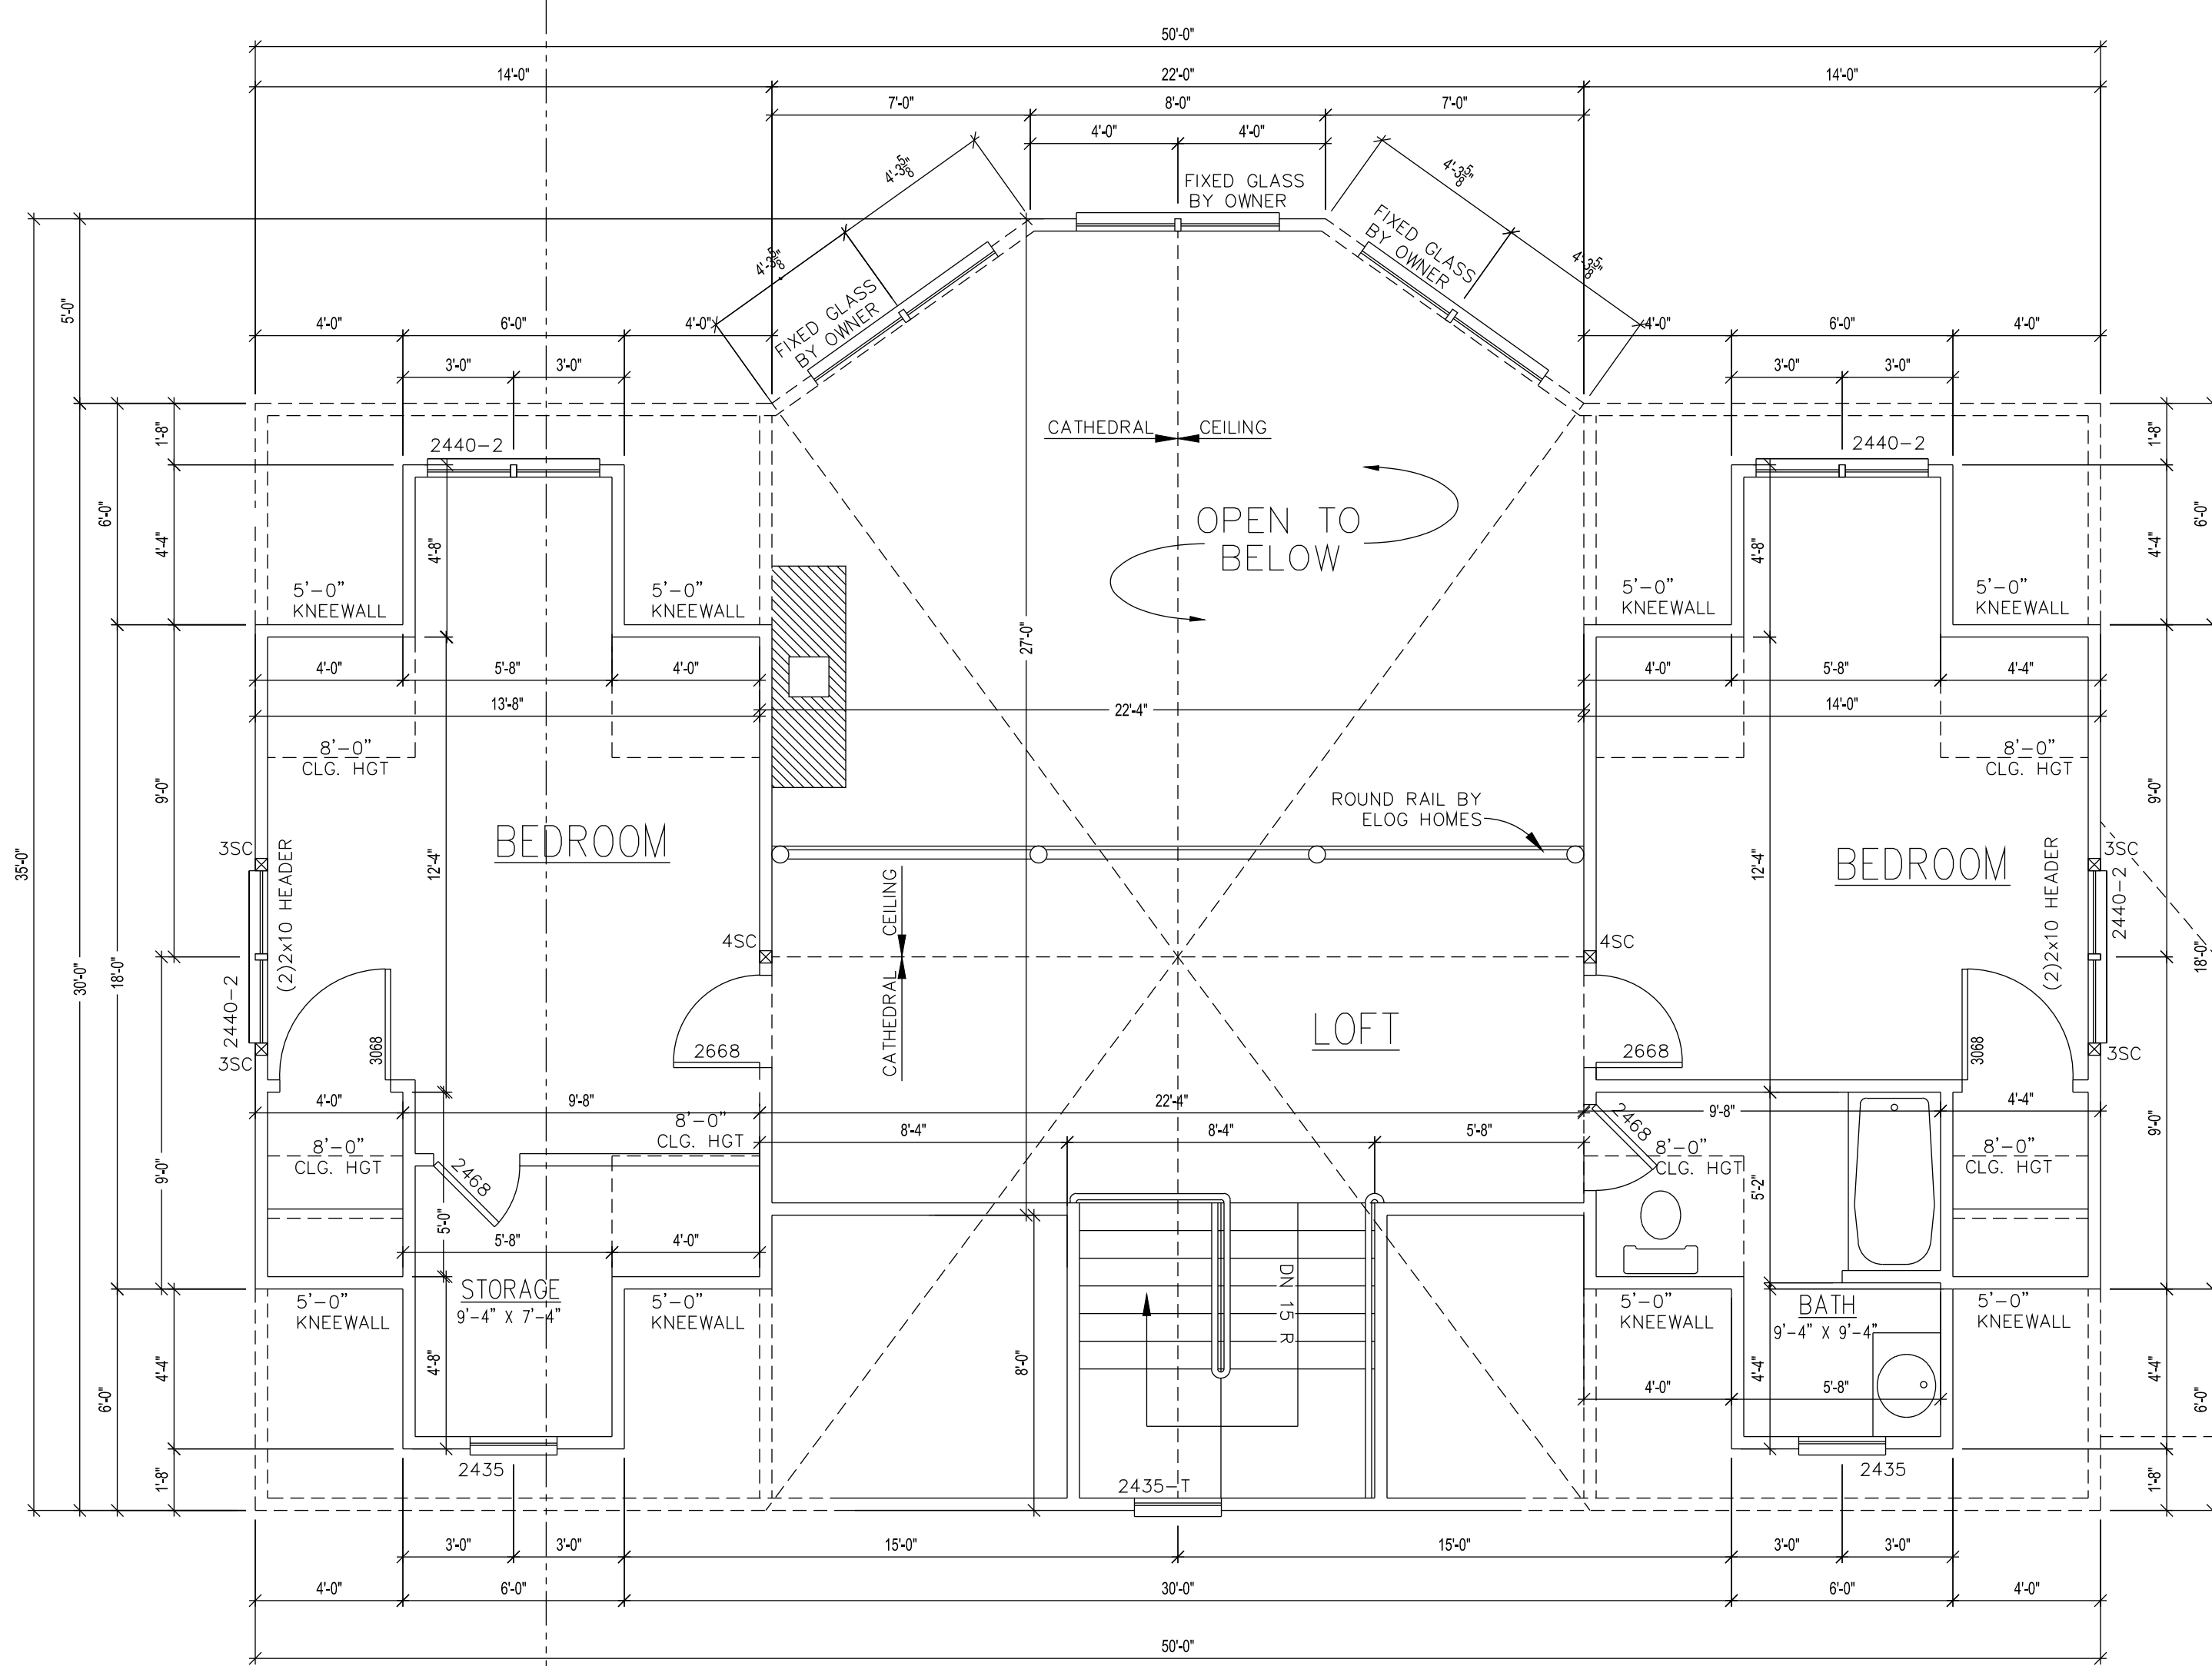 50'-0"
14'-0" 22'-0" 14'-0"
7'-0" 8'-0" 7'-0"
4'-0" 4'-0"
4'-3 5/8" 4'-3 5/8"
FIXED GLASS
BY OWNER
4'-3 5/8" 4'-3 5/8"
FIXED GLASS
BY OWNER
FIXED GLASS
BY OWNER
5'-0"
4'-0" 6'-0" 4'-0" 4'-0" 6'-0" 4'-0"
3'-0" 3'-0" 3'-0" 3'-0"
1'-8" 2440-2 CATHEDRAL CEILING 2440-2 1'-8"
6'-0" 4'-4" 4'-8" 4'-8" 4'-4" 6'-0"
OPEN TO
BELOW
5'-0"
KNEEWALL
5'-0"
KNEEWALL
5'-0"
KNEEWALL
5'-0"
KNEEWALL
27'-0"
4'-0" 5'-8" 4'-0" 4'-0" 5'-8" 4'-4"
13'-8" 22'-4" 14'-0"
8'-0"
CLG. HGT
8'-0"
CLG. HGT
9'-0" 9'-0"
ROUND RAIL BY
ELOG HOMES
35'-0"
30'-0"
18'-0"
3SC
(2)2x10 HEADER
12'-4"
BEDROOM
CEILING
CATHEDRAL
12'-4"
BEDROOM
(2)2x10 HEADER
3SC
2440-2
18'-0"
4SC 4SC
2440-2
3SC
3068
2668
LOFT
2668
3068
3SC
4'-0" 9'-8" 22'-4" 9'-8" 4'-4"
8'-4" 8'-4" 5'-8"
8'-0"
CLG. HGT
8'-0"
CLG. HGT
8'-0"
CLG. HGT
8'-0"
CLG. HGT
9'-0" 9'-0"
2468 2468
5'-0" 5'-2"
5'-8" 4'-0"
STORAGE
9'-4" X 7'-4"
DN 15 R
BATH
9'-4" X 9'-4"
5'-0"
KNEEWALL
5'-0"
KNEEWALL
5'-0"
KNEEWALL
5'-0"
KNEEWALL
6'-0" 4'-4" 4'-8" 8'-0" 4'-4" 4'-4" 6'-0"
4'-0" 5'-8"
1'-8" 2435 2435-T 2435 1'-8"
3'-0" 3'-0" 15'-0" 15'-0" 3'-0" 3'-0"
4'-0" 6'-0" 30'-0" 6'-0" 4'-0"
50'-0"